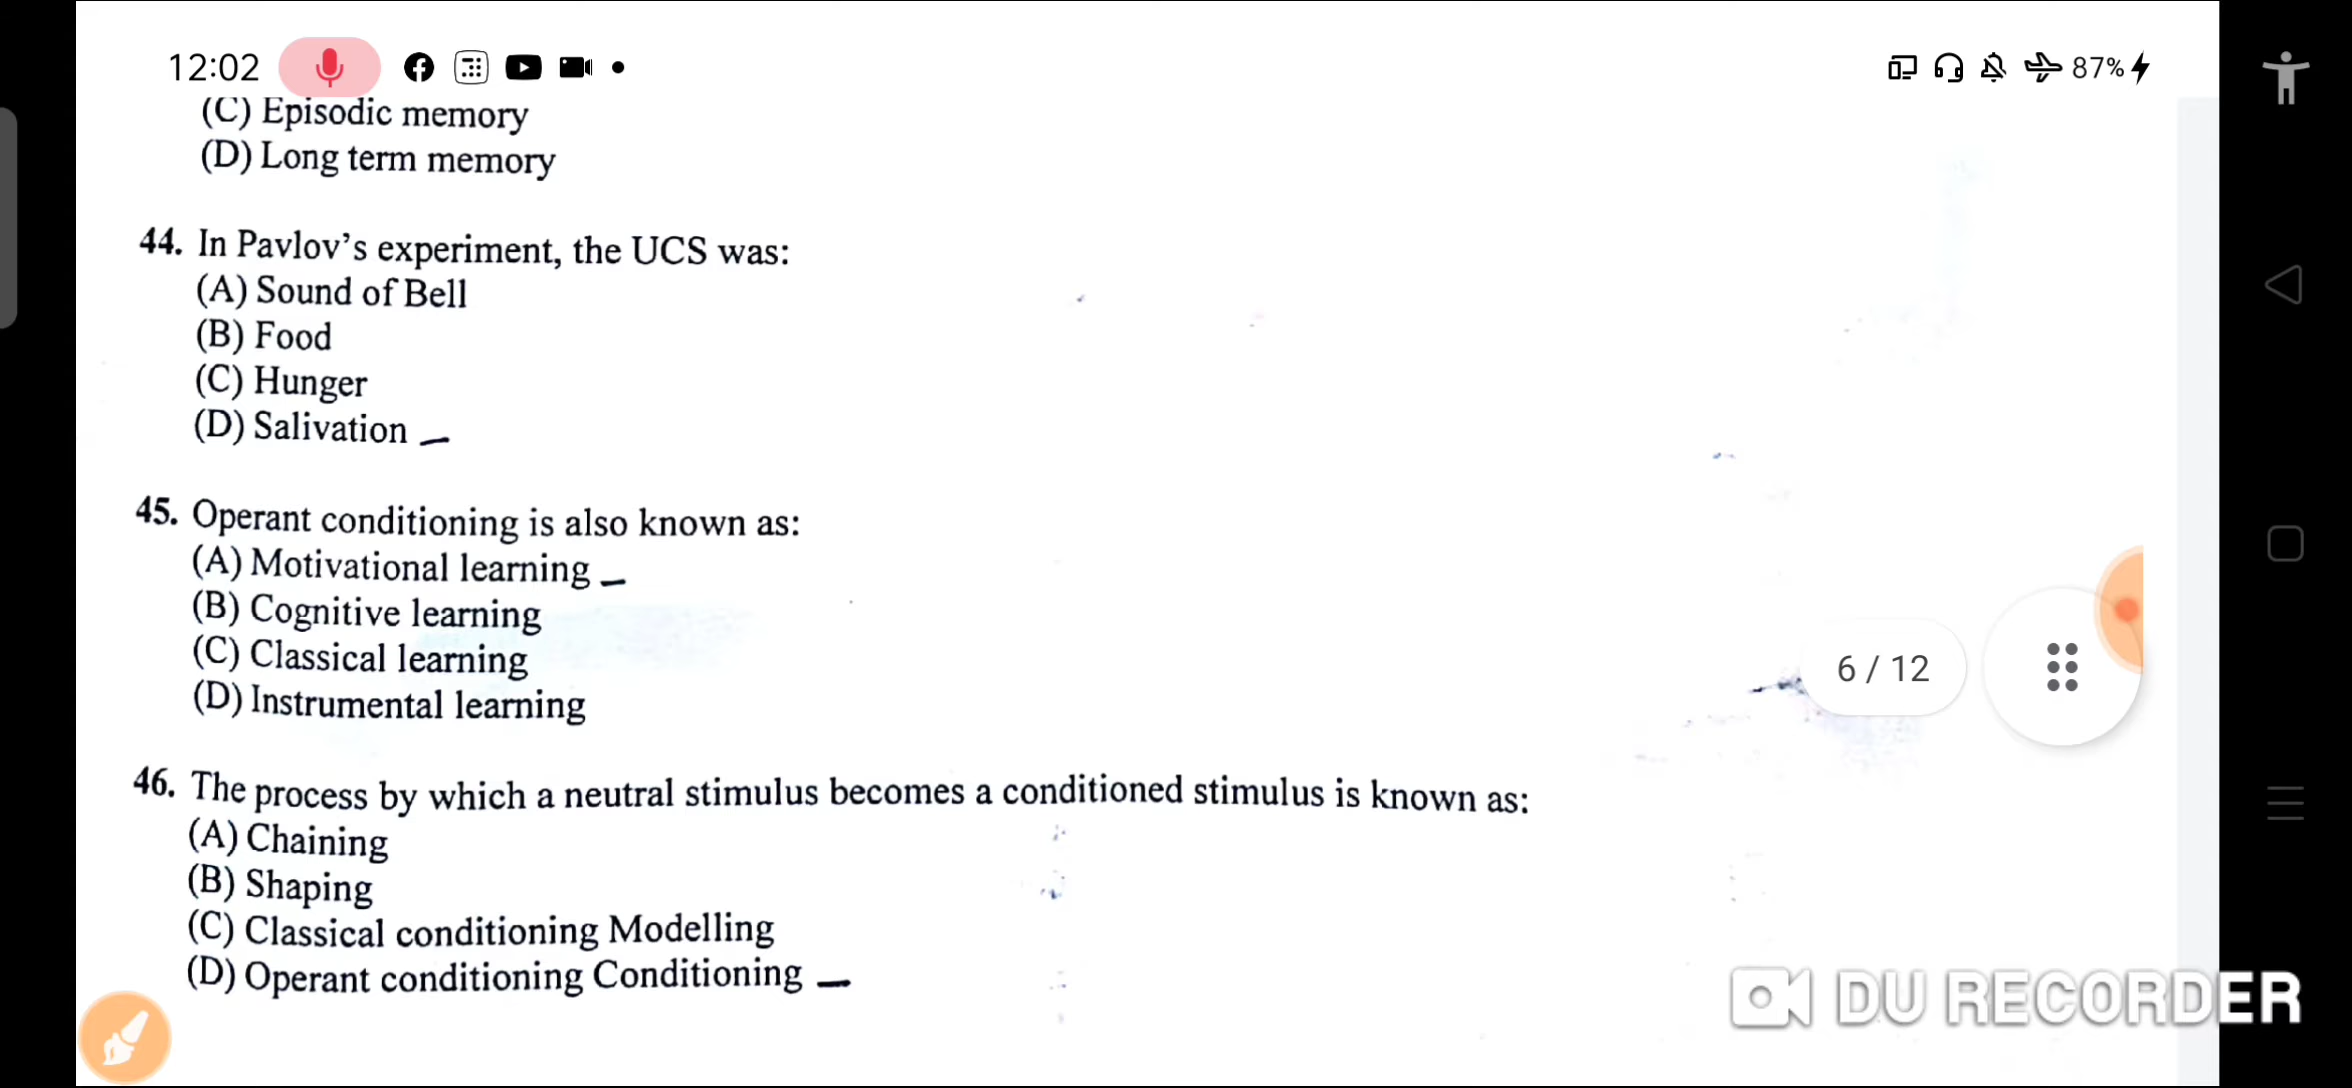 12:02
87%
(C) Episodic memory
(D) Long term memory
44. In Pavlov's experiment, the UCS was:
(A) Sound of Bell
(B) Food
(C) Hunger
(D) Salivation
45. Operant conditioning is also known as:
(A) Motivational learning
(B) Cognitive learning
(C) Classical learning
(D) Instrumental learning
6 / 12
46. The process by which a neutral stimulus becomes a conditioned stimulus is known as:
(A) Chaining
(B) Shaping
(C) Classical conditioning Modelling
(D) Operant conditioning Conditioning
DU RECORDER